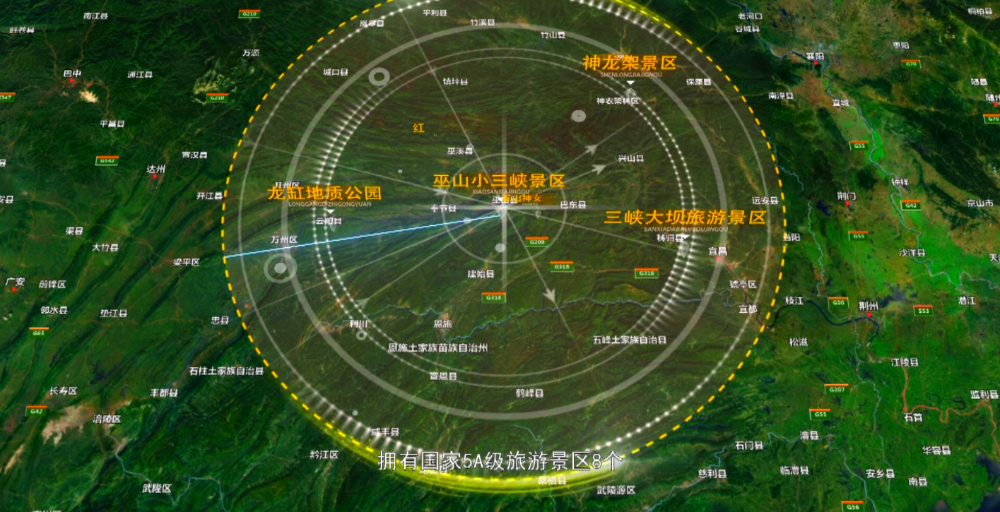 平利县
南江县
G210
老河口
桐柏县
岚皋县
竹溪县
谷城县
旺苍县
竹山县
枣阳
万源
襄阳
神龙架景区
SHENLONGJIAJIGNOU
G70
巴中
通江县
城口县
镇坪县
保康县
随县
G210
南漳县
宜城
神农架林区
G70
平昌县
红
G55
巫溪县
宣汉县
兴山县
G542
达州
巫山小三峡景区
XIAOSANXIAJINGOU
钟祥
开州区
龙缸地质公园
LONGGANGDIZHIGONGYUAN
开江县
荆门
远安县
巫山神女
奉节县
巴东县
G42
京山市
三峡大坝旅游景区
SANXIADABALVYOUJINGOU
云阳县
渠县
万州区
秭归县
当阳
G55
G209
大竹县
宜昌
沙洋县
梁平区
G318
建始县
G318
广安
前锋区
猇亭区
G318
枝江
G50
荆州
潜江
邻水县
垫江县
宜都
G53
忠县
利川
恩施
G65
五峰土家族自治县
松滋
恩施土家族苗族自治州
江陵县
石柱土家族自治县
宣恩县
长寿区
丰都县
鹤峰县
G207
监利县
G42
涪陵区
G55
石首
咸丰县
澧县
石门县
华容县
黔江区
拥有国家5A级旅游景区8个
临澧县
慈利县
安乡县
南县
桑植县
武隆区
武陵源区
G56